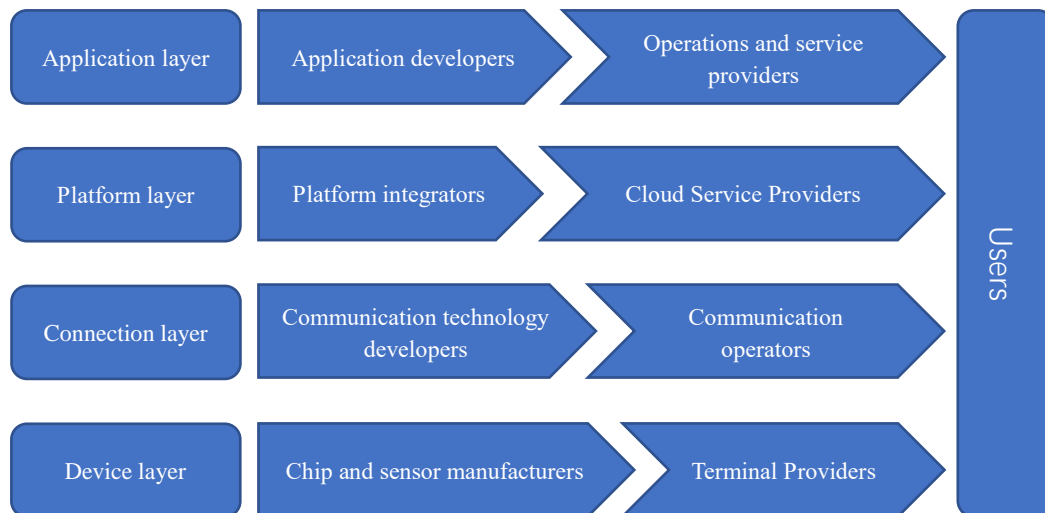 Application layer
Application developers
Operations and service
providers
Platform layer
Platform integrators
Cloud Service Providers
Connection layer
Communication technology
developers
Communication
operators
Device layer
Chip and sensor manufacturers
Terminal Providers
Users